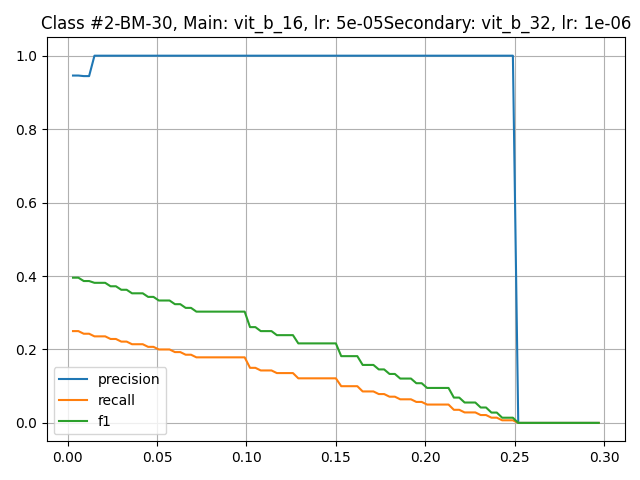 Class #2-BM-30, Main: vit_b_16, lr: 5e-05Secondary: vit_b_32, lr: 1e-06
1.0
0.8
0.6
0.4
0.2
0.0
precision
recall
f1
0.00 0.05 0.10 0.15 0.20 0.25 0.30